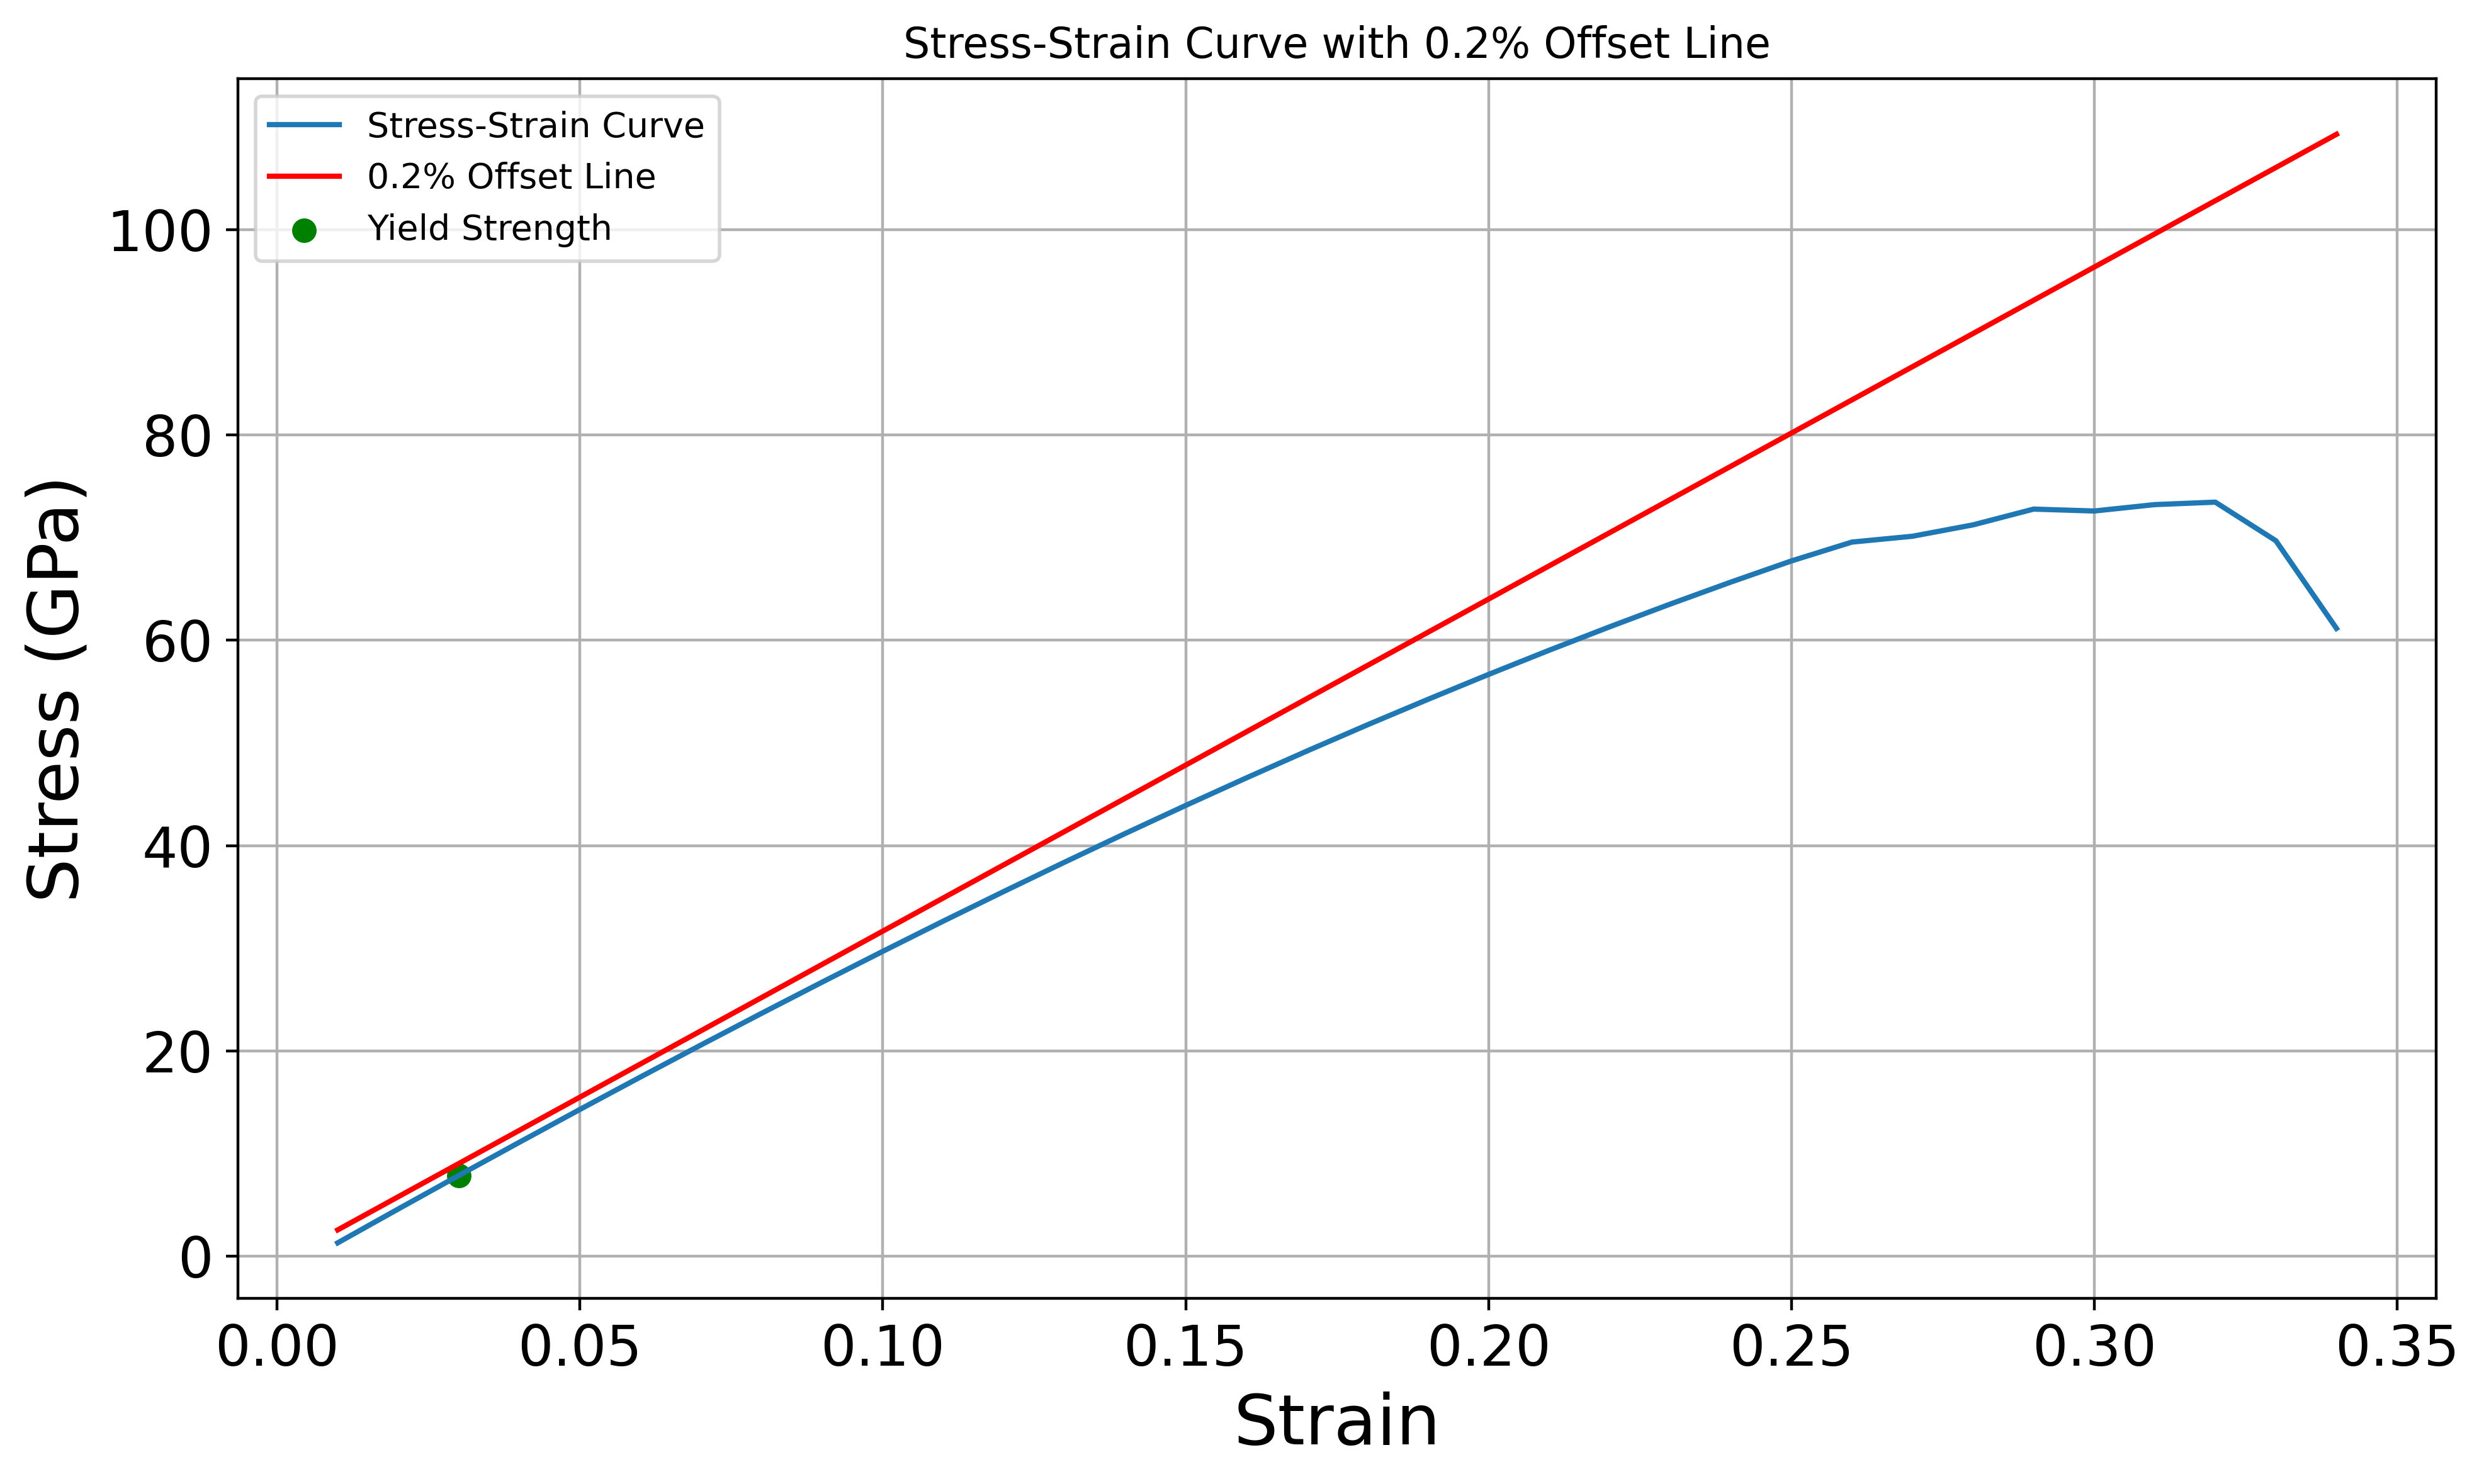 Stress-Strain Curve with 0.2% Offset Line
Stress-Strain Curve
0.2% Offset Line
Yield Strength
Stress (GPa)
100
80
60
40
20
0
0.00 0.05 0.10 0.15 0.20 0.25 0.30 0.35
Strain